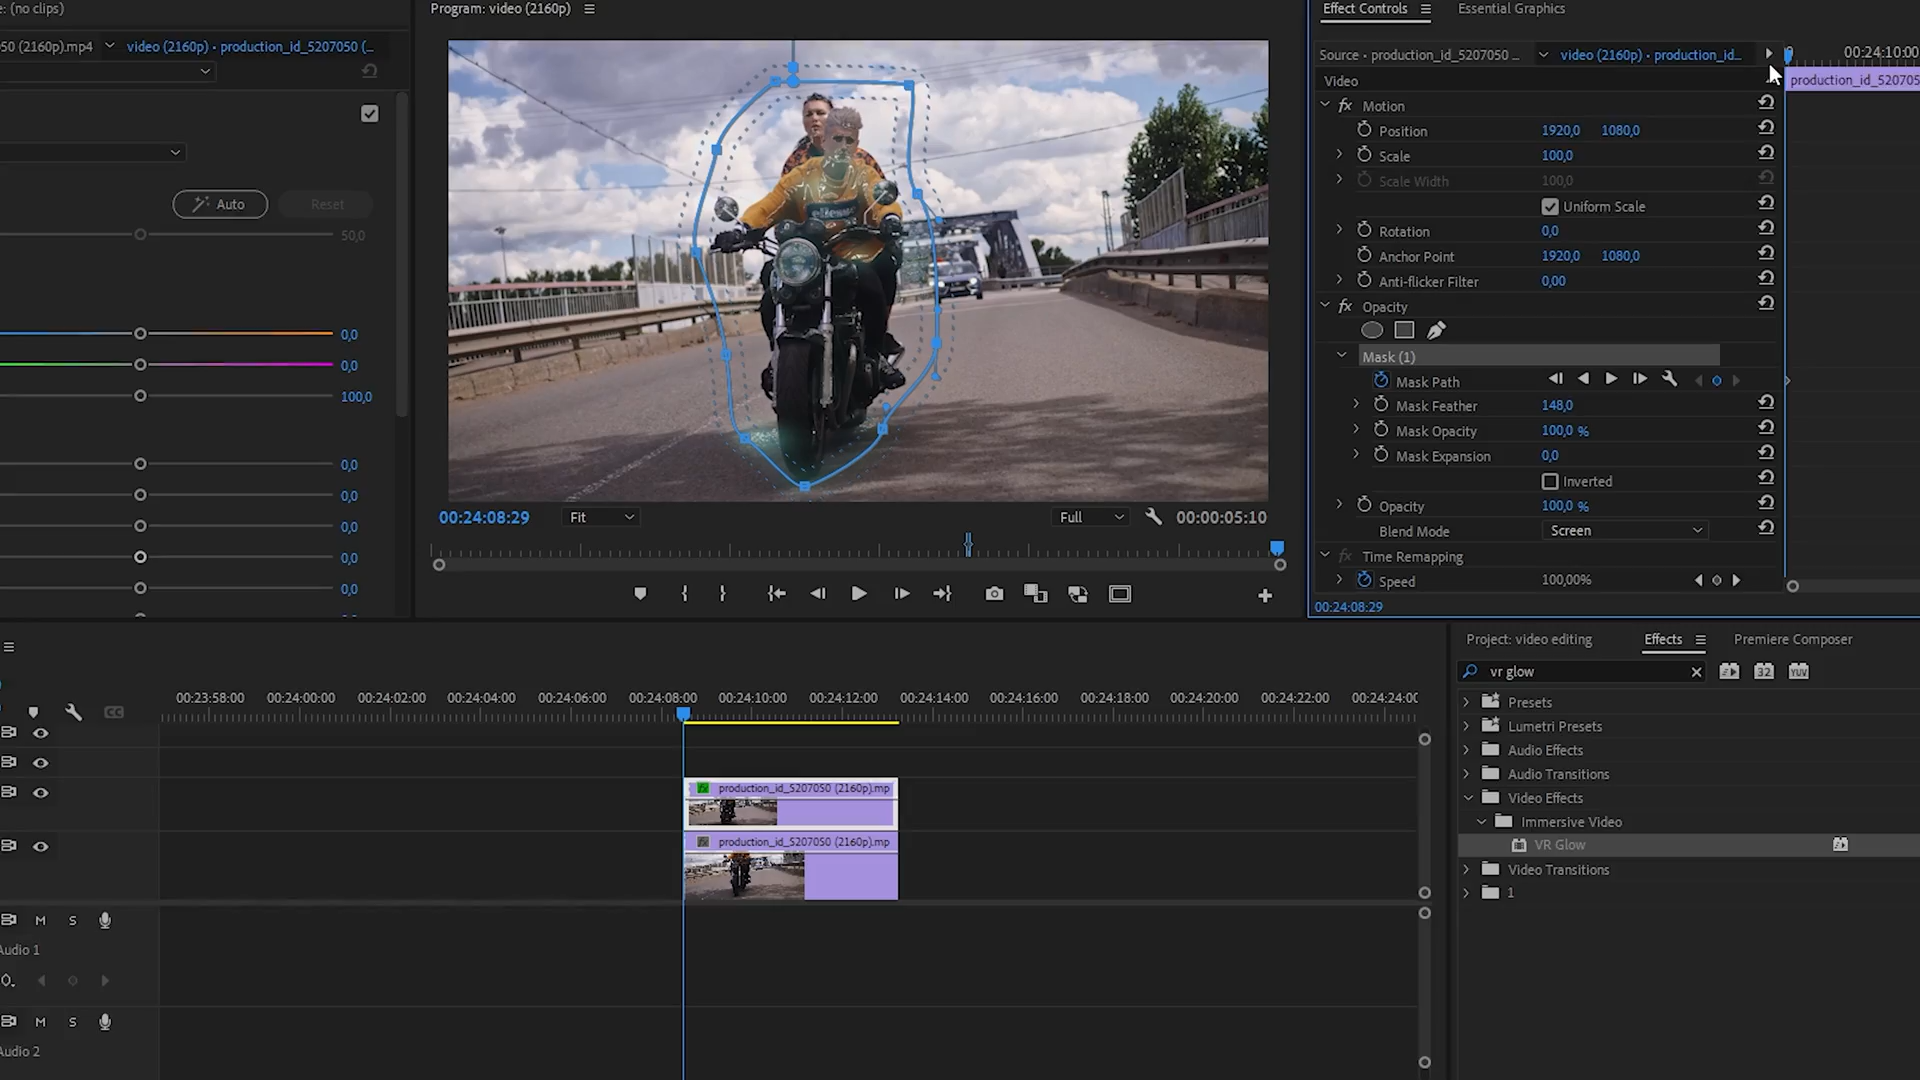 : (no clips)
Program: video (2160p)
Effect Controls
Essential Graphics
50 (2160p).mp4
video (2160p) • production_id_5207050 (...
Source • production_id_5207050 ...
video (2160p) • production_id...
00:24:10:00
Video
production_id_520705
Motion
Position 1920,0 1080,0
Scale 100,0
Scale Width 100,0
Uniform Scale
Rotation 0,0
Anchor Point 1920,0 1080,0
Anti-flicker Filter 0,00
Opacity
Mask (1)
Mask Path
Mask Feather 148,0
Mask Opacity 100,0 %
Mask Expansion 0,0
Inverted
Opacity 100,0 %
Blend Mode Screen
Time Remapping
Speed 100,00%
00:24:08:29
Auto
Reset
50,0
0,0
0,0
100,0
0,0
0,0
0,0
0,0
0,0
ellesse
00:24:08:29
Fit
Full
00:00:05:10
00:23:58:00 00:24:00:00 00:24:02:00 00:24:04:00 00:24:06:00 00:24:08:00 00:24:10:00 00:24:12:00 00:24:14:00 00:24:16:00 00:24:18:00 00:24:20:00 00:24:22:00 00:24:24:00
production_id_5207050 (2160p).mp
production_id_5207050 (2160p).mp
M S
Audio 1
M S
Audio 2
Project: video editing
Effects
Premiere Composer
vr glow
32
YUV
Presets
Lumetri Presets
Audio Effects
Audio Transitions
Video Effects
Immersive Video
VR Glow
Video Transitions
1